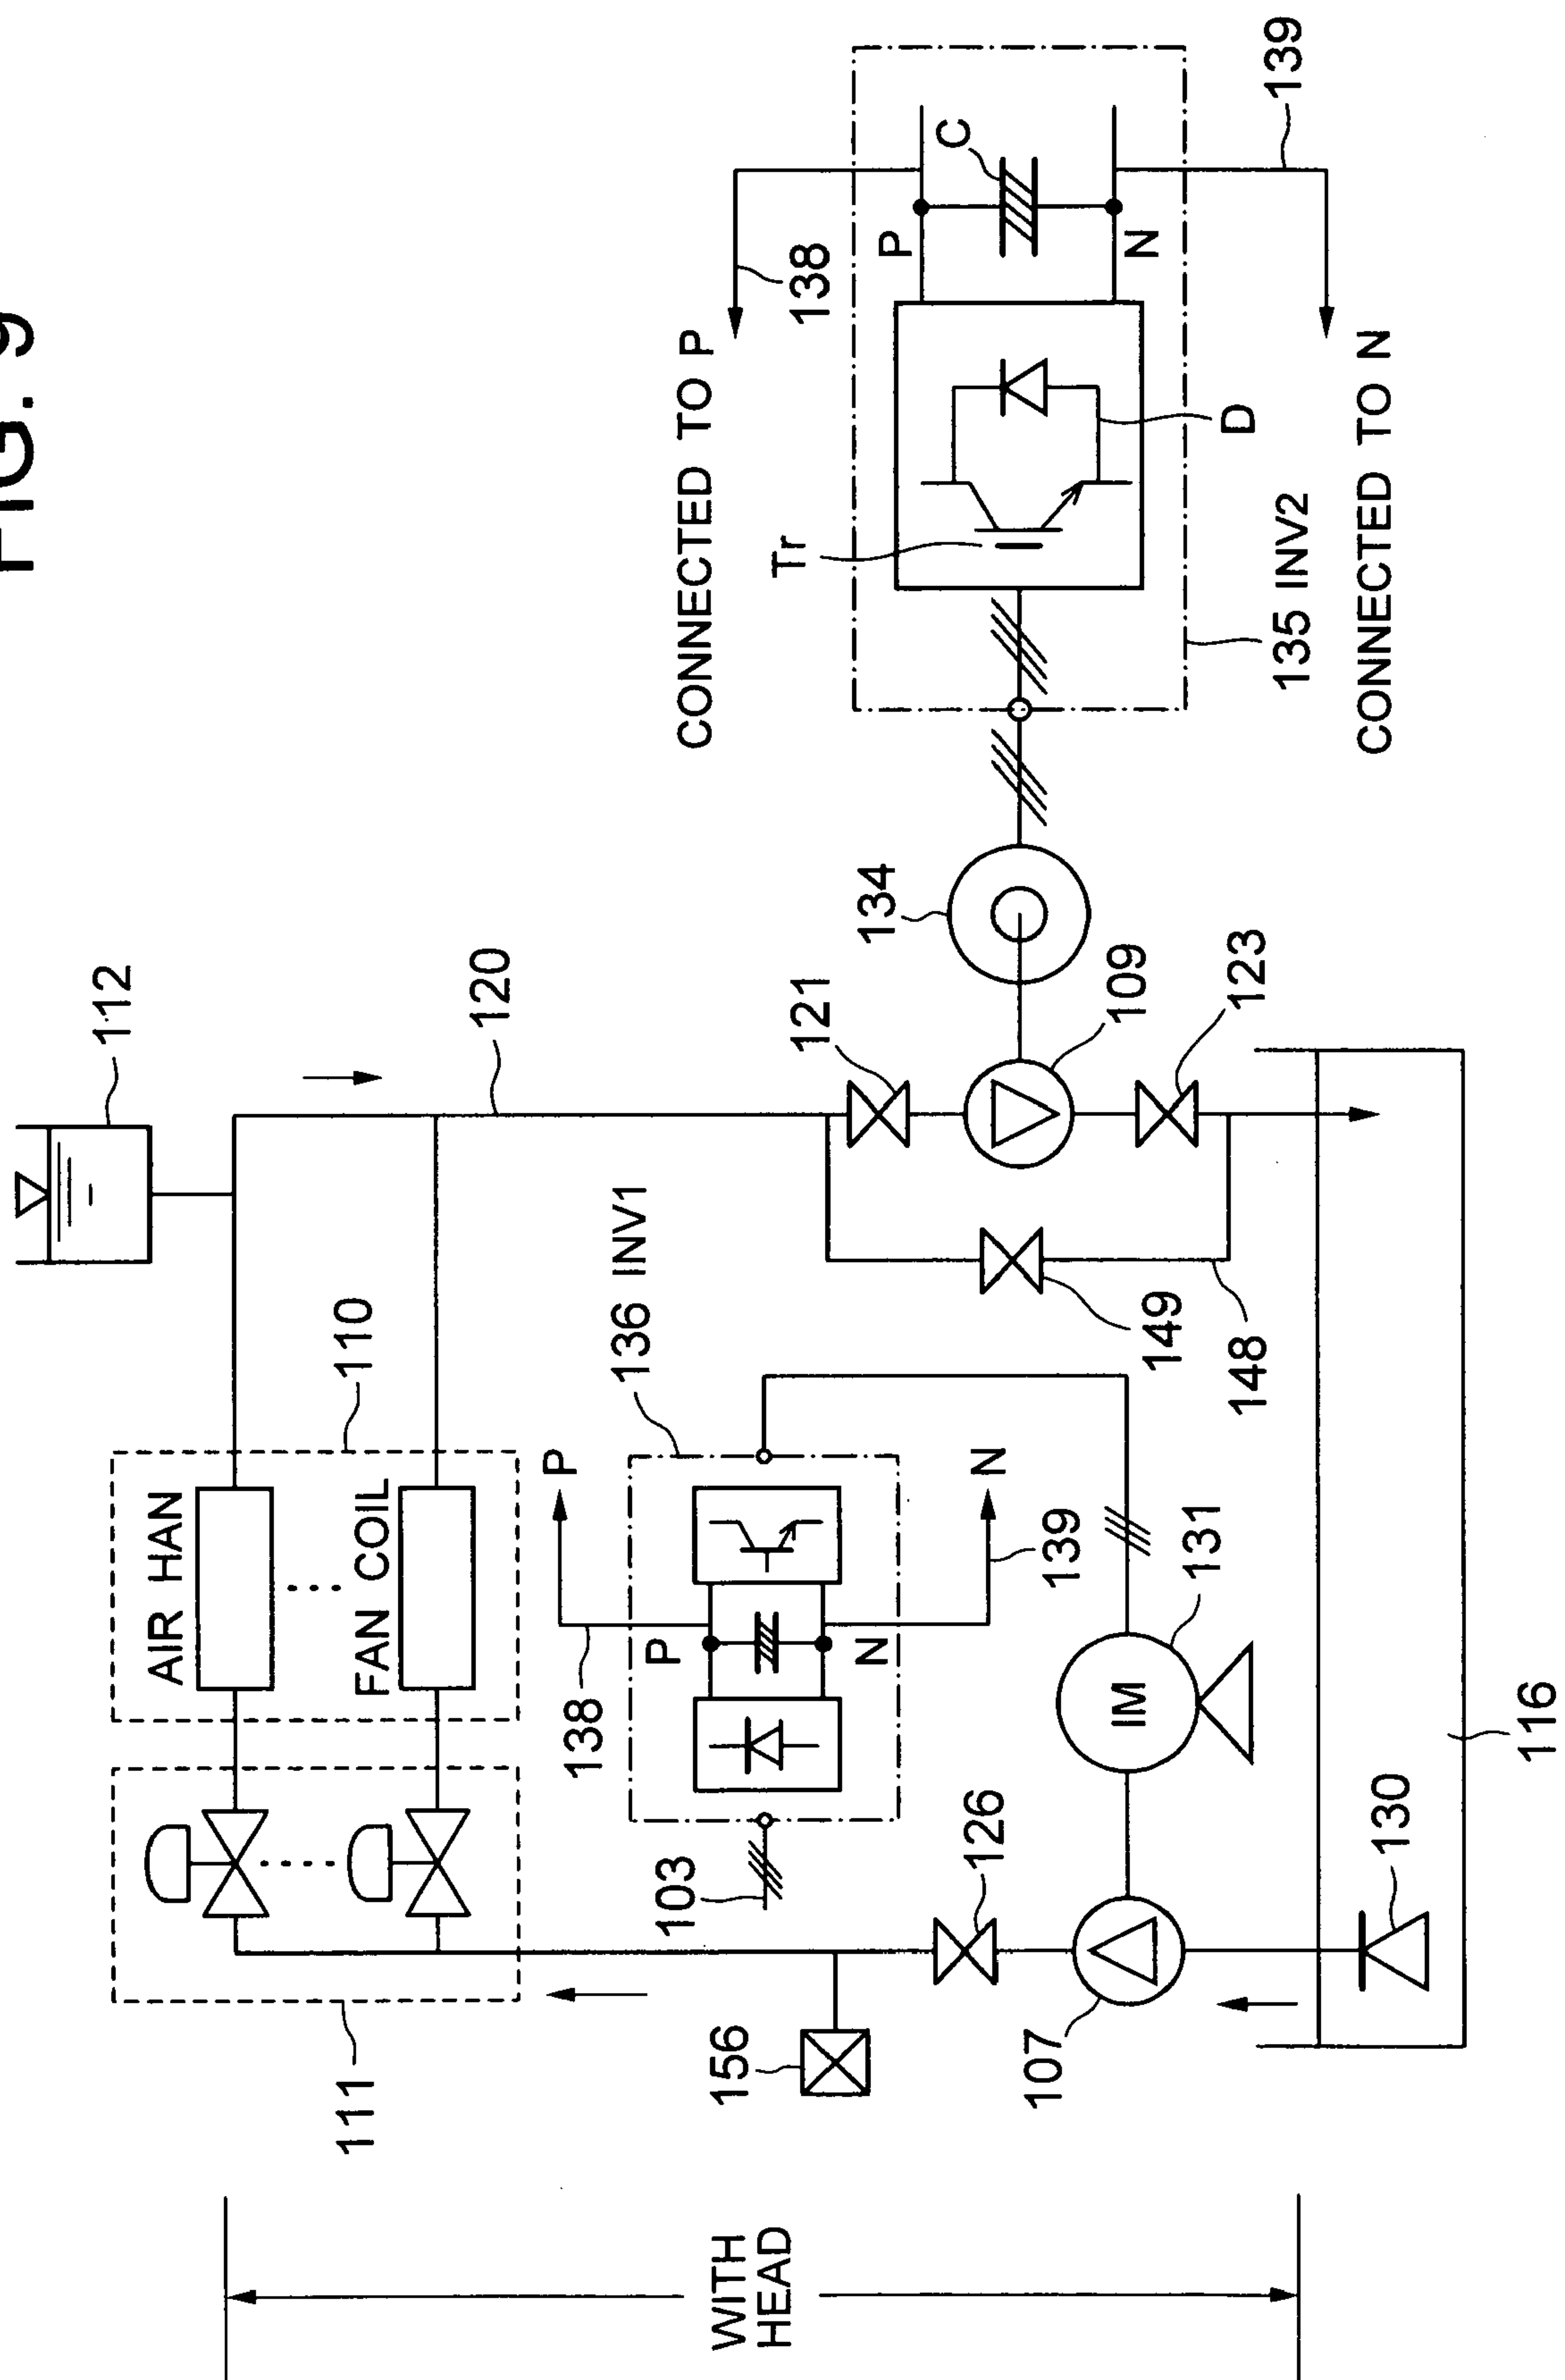 FIG. 9
112
AIR HAN
110
111
FAN COIL
120
P
138
136 INV1
P
103
CONNECTED TO P
156
WITH
HEAD
Tr
121
138
N
134
P
C
126
N
107
139
109
IM
N
149
131
D
148
123
139
135 INV2
CONNECTED TO N
130
116